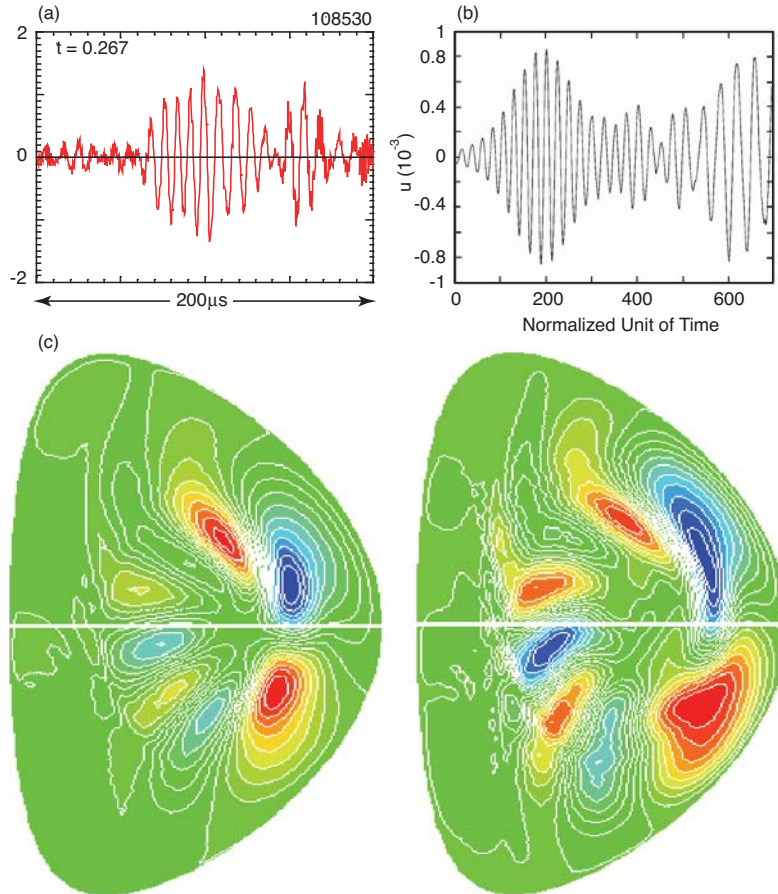 (a)
108530
t = 0.267
2
0
-2
200μs
(b)
1
0.8
0.4
0
-0.4
-0.8
-1
u (10-3)
0
200
400
600
Normalized Unit of Time
(c)